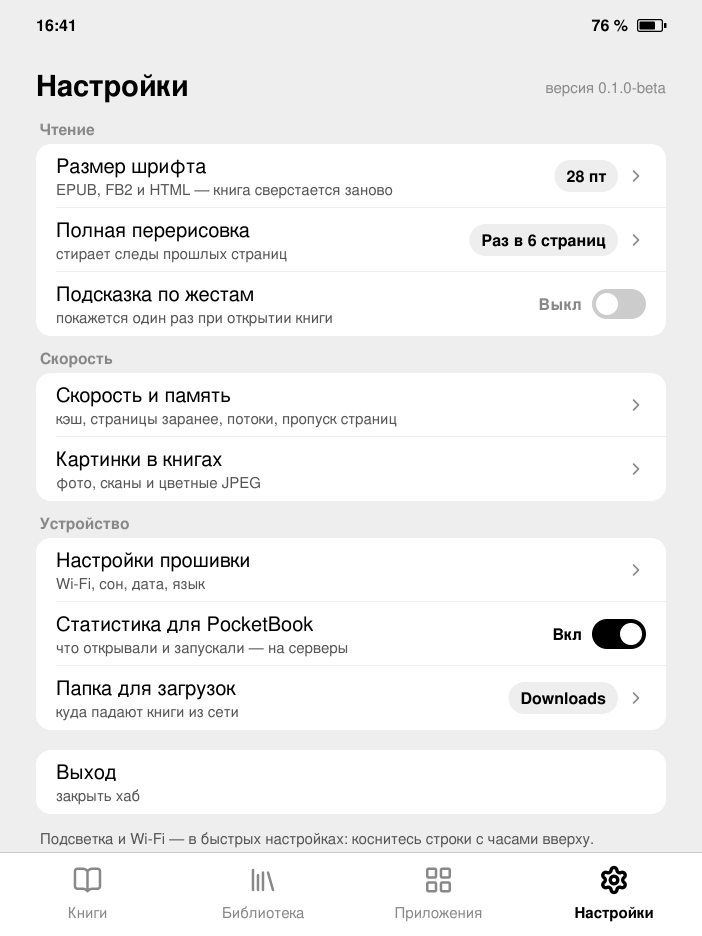 16:41
76 %
Настройки
версия 0.1.0-beta
Чтение
Размер шрифта
EPUB, FB2 и HTML — книга сверстается заново
28 пт
Полная перерисовка
стирает следы прошлых страниц
Раз в 6 страниц
Подсказка по жестам
покажется один раз при открытии книги
Выкл
Скорость
Скорость и память
кэш, страницы заранее, потоки, пропуск страниц
Картинки в книгах
фото, сканы и цветные JPEG
Устройство
Настройки прошивки
Wi-Fi, сон, дата, язык
Статистика для PocketBook
что открывали и запускали — на серверы
Вкл
Папка для загрузок
куда падают книги из сети
Downloads
Выход
закрыть хаб
Подсветка и Wi-Fi — в быстрых настройках: коснитесь строки с часами вверху.
Книги
Библиотека
Приложения
Настройки